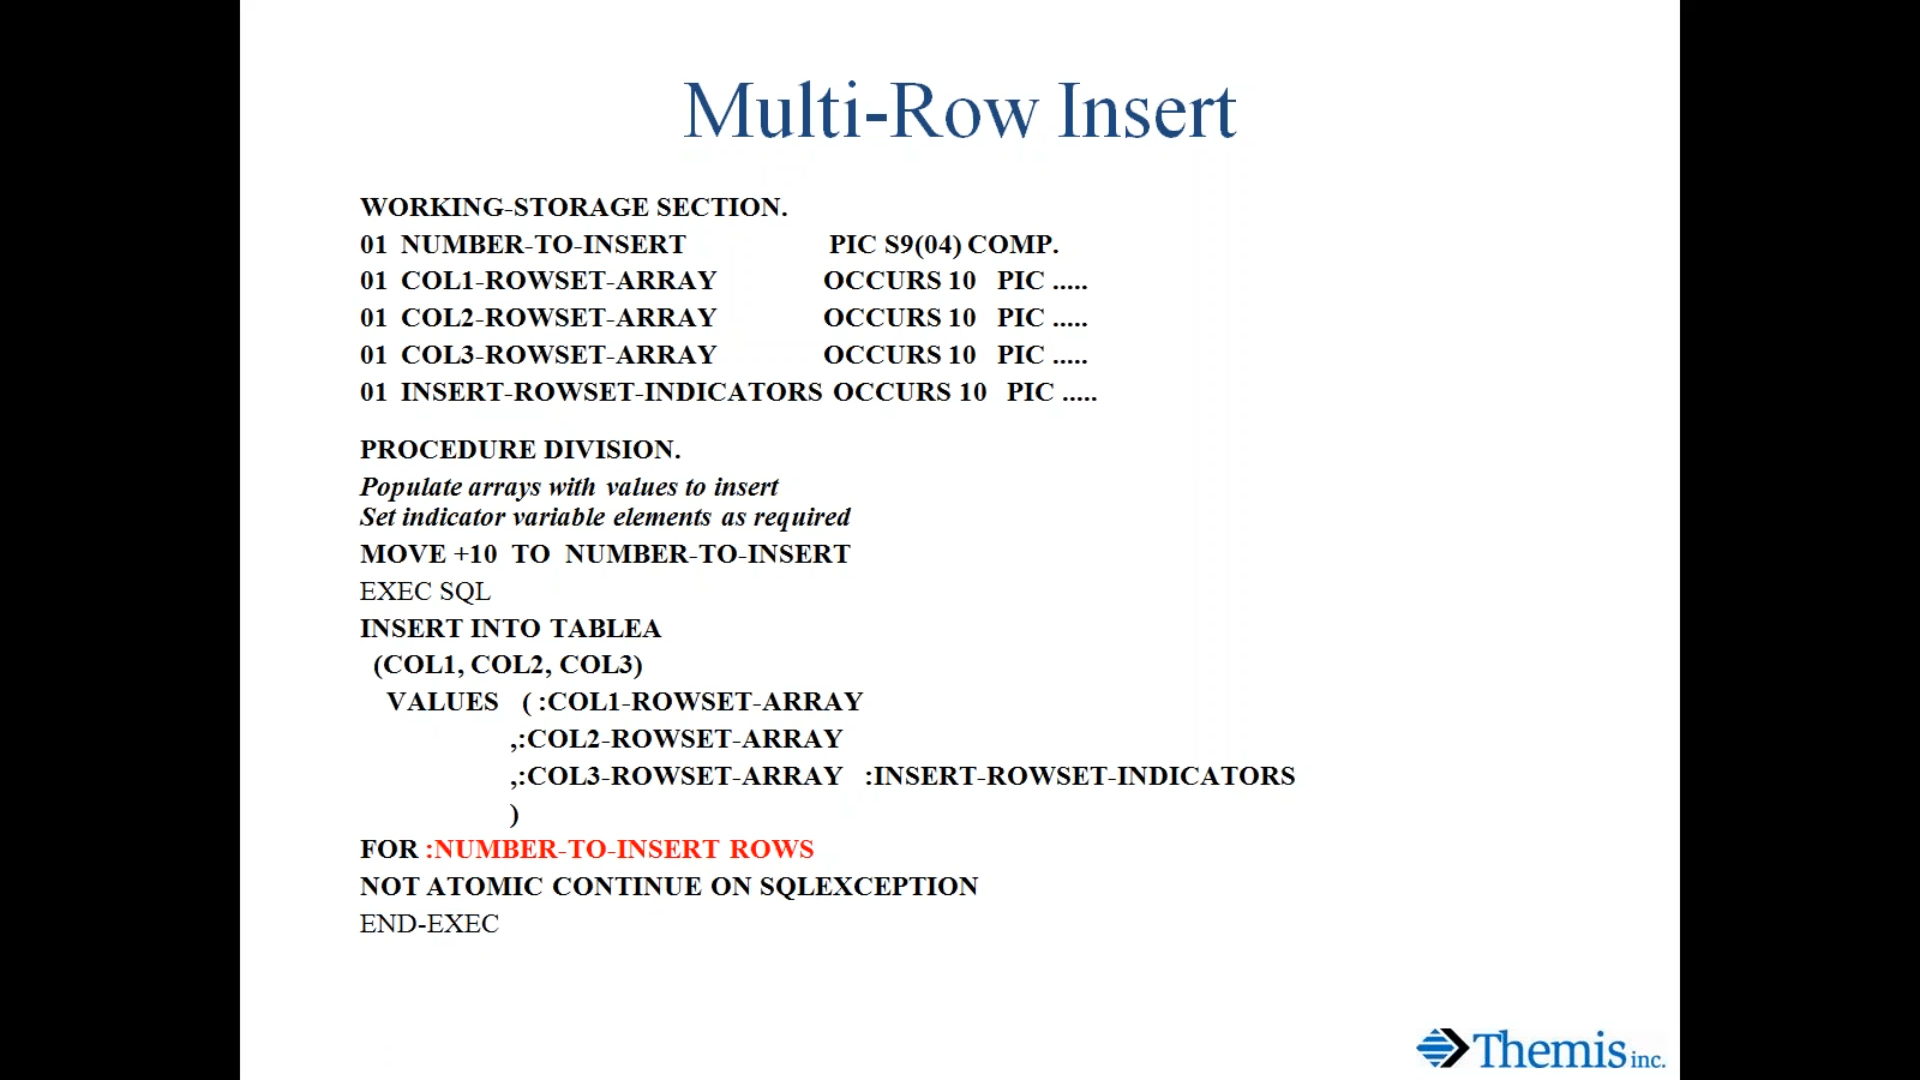 Multi-Row Insert
WORKING-STORAGE SECTION.
01 NUMBER-TO-INSERT PIC S9(04) COMP.
01 COL1-ROWSET-ARRAY OCCURS 10 PIC .....
01 COL2-ROWSET-ARRAY OCCURS 10 PIC .....
01 COL3-ROWSET-ARRAY OCCURS 10 PIC .....
01 INSERT-ROWSET-INDICATORS OCCURS 10 PIC .....
PROCEDURE DIVISION.
Populate arrays with values to insert
Set indicator variable elements as required
MOVE +10 TO NUMBER-TO-INSERT
EXEC SQL
INSERT INTO TABLEA
(COL1, COL2, COL3)
VALUES ( :COL1-ROWSET-ARRAY
,:COL2-ROWSET-ARRAY
,:COL3-ROWSET-ARRAY :INSERT-ROWSET-INDICATORS
)
FOR :NUMBER-TO-INSERT ROWS
NOT ATOMIC CONTINUE ON SQLEXCEPTION
END-EXEC
Themis inc.